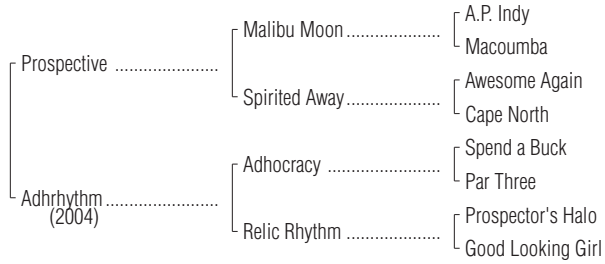 A.P. Indy
Malibu Moon ....................
Macoumba
Prospective ......................
Awesome Again
Spirited Away ....................
Cape North
Spend a Buck
Adhocracy ........................
Par Three
Adhrhythm ........................
(2004)
Prospector's Halo
Relic Rhythm ....................
Good Looking Girl